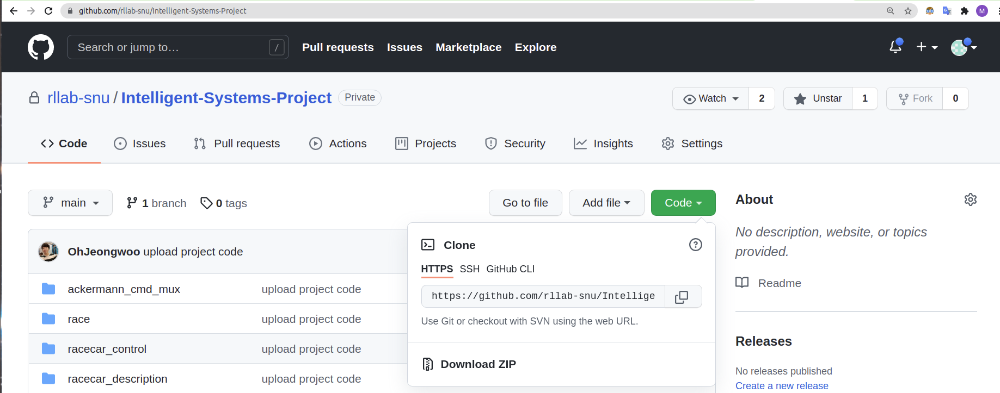 github.com/rllab-snu/Intelligent-Systems-Project
M
Search or jump to…
/
Pull requests Issues Marketplace Explore
rllab-snu / Intelligent-Systems-Project Private
Watch 2 Unstar 1 Fork 0
Code Issues Pull requests Actions Projects Security Insights Settings
main 1 branch 0 tags Go to file Add file Code
About
No description, website, or topics
provided.
Readme
Releases
No releases published
Create a new release
OhJeongwoo upload project code
ackermann_cmd_mux upload project code
race upload project code
racecar_control upload project code
racecar_description upload project code
Clone
HTTPS SSH GitHub CLI
https://github.com/rllab-snu/Intellige
Use Git or checkout with SVN using the web URL.
Download ZIP